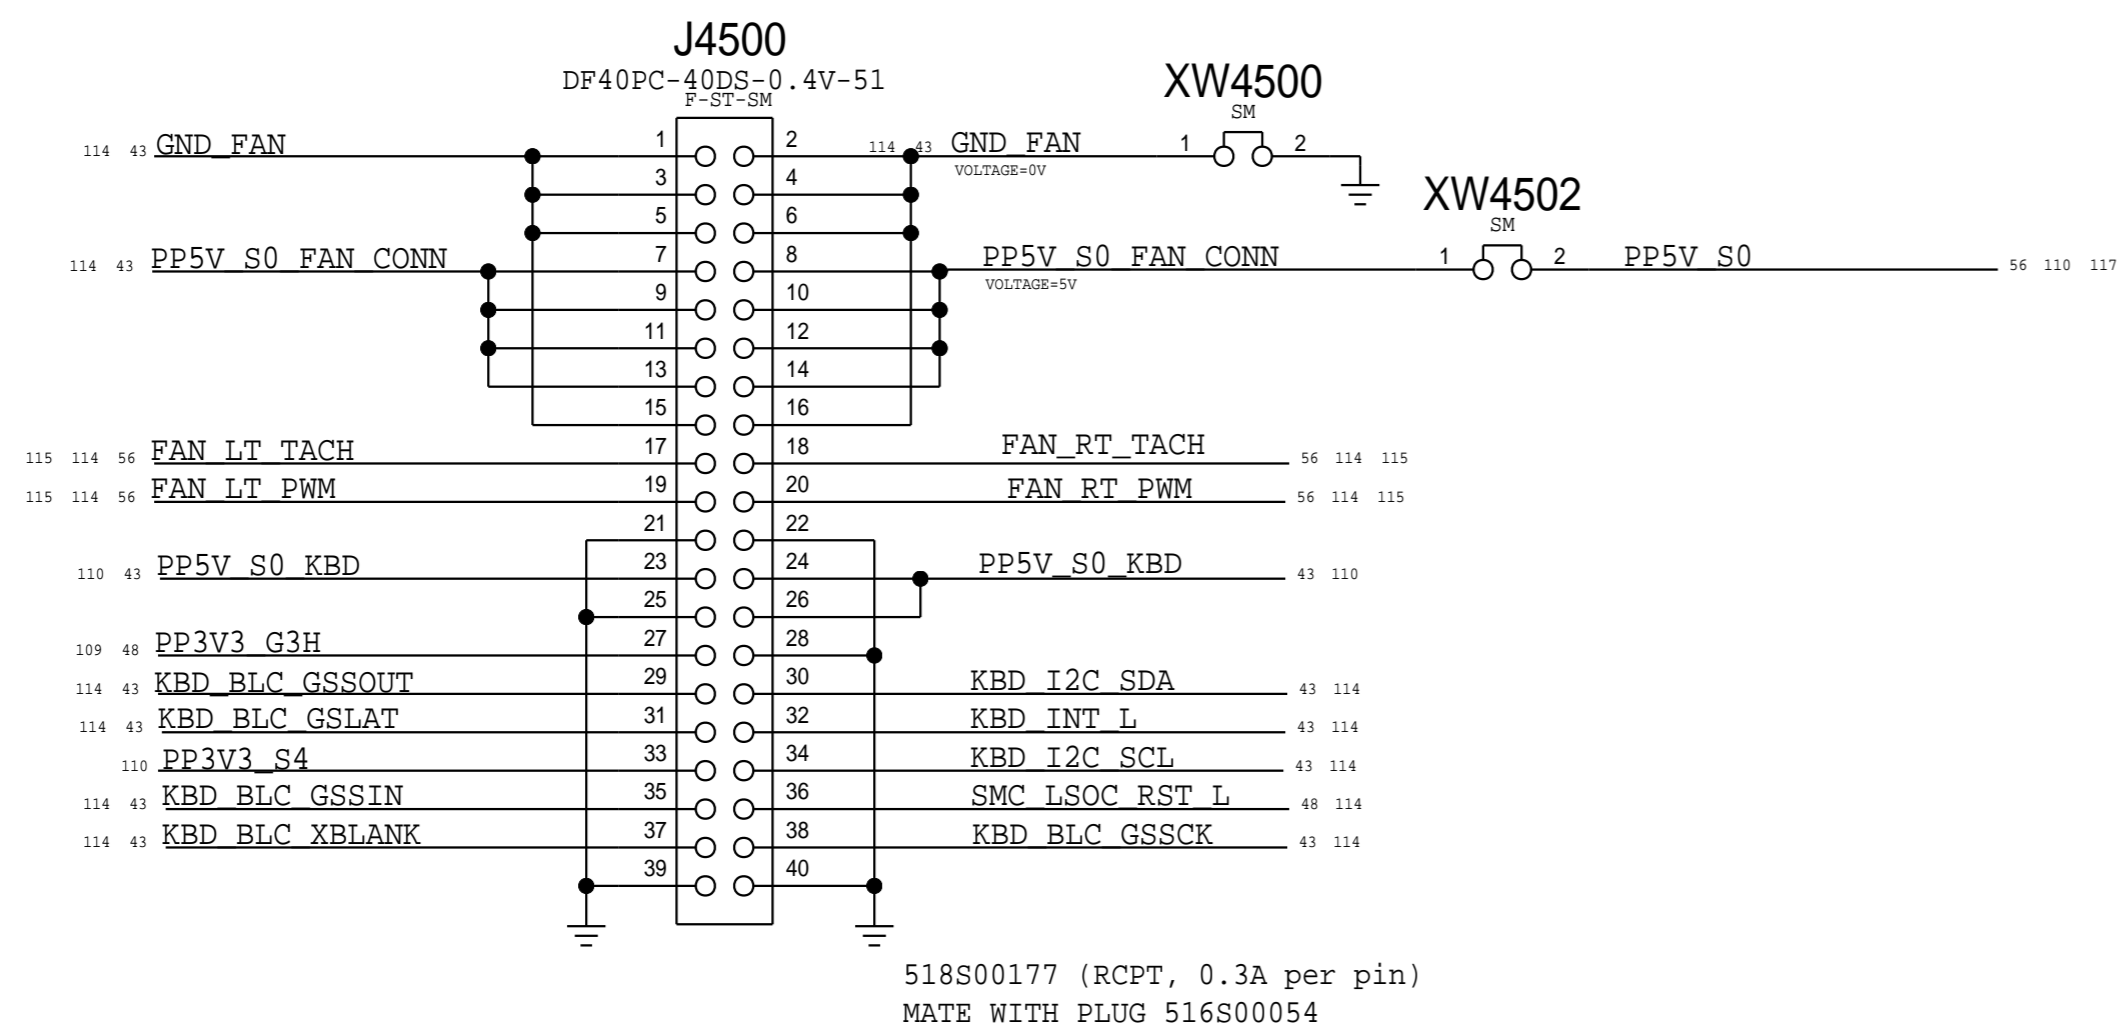 J4500
DF40PC-40DS-0.4V-51
F-ST-SM
XW4500
SM
114 43 GND_FAN 1 2 114 43 GND_FAN 1 2
VOLTAGE=0V
3 4
XW4502
SM
5 6
114 43 PP5V_S0_FAN_CONN 7 8 PP5V_S0_FAN_CONN 1 2 PP5V_S0 56 110 117
VOLTAGE=5V
9 10
11 12
13 14
15 16
115 114 56 FAN_LT_TACH 17 18 FAN_RT_TACH 56 114 115
115 114 56 FAN_LT_PWM 19 20 FAN_RT_PWM 56 114 115
21 22
110 43 PP5V_S0_KBD 23 24 PP5V_S0_KBD 43 110
25 26
109 48 PP3V3_G3H 27 28
114 43 KBD_BLC_GSSOUT 29 30 KBD_I2C_SDA 43 114
114 43 KBD_BLC_GSLAT 31 32 KBD_INT_L 43 114
110 PP3V3_S4 33 34 KBD_I2C_SCL 43 114
114 43 KBD_BLC_GSSIN 35 36 SMC_LSOC_RST_L 48 114
114 43 KBD_BLC_XBLANK 37 38 KBD_BLC_GSSCK 43 114
39 40
518S00177 (RCPT, 0.3A per pin)
MATE WITH PLUG 516S00054